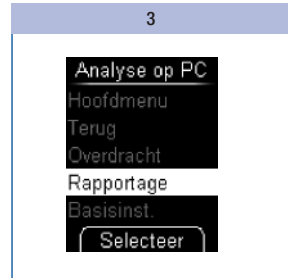 3
Analyse op PC
Hoofdmenu
Terug
Overdracht
Rapportage
Basisinst.
Selecteer